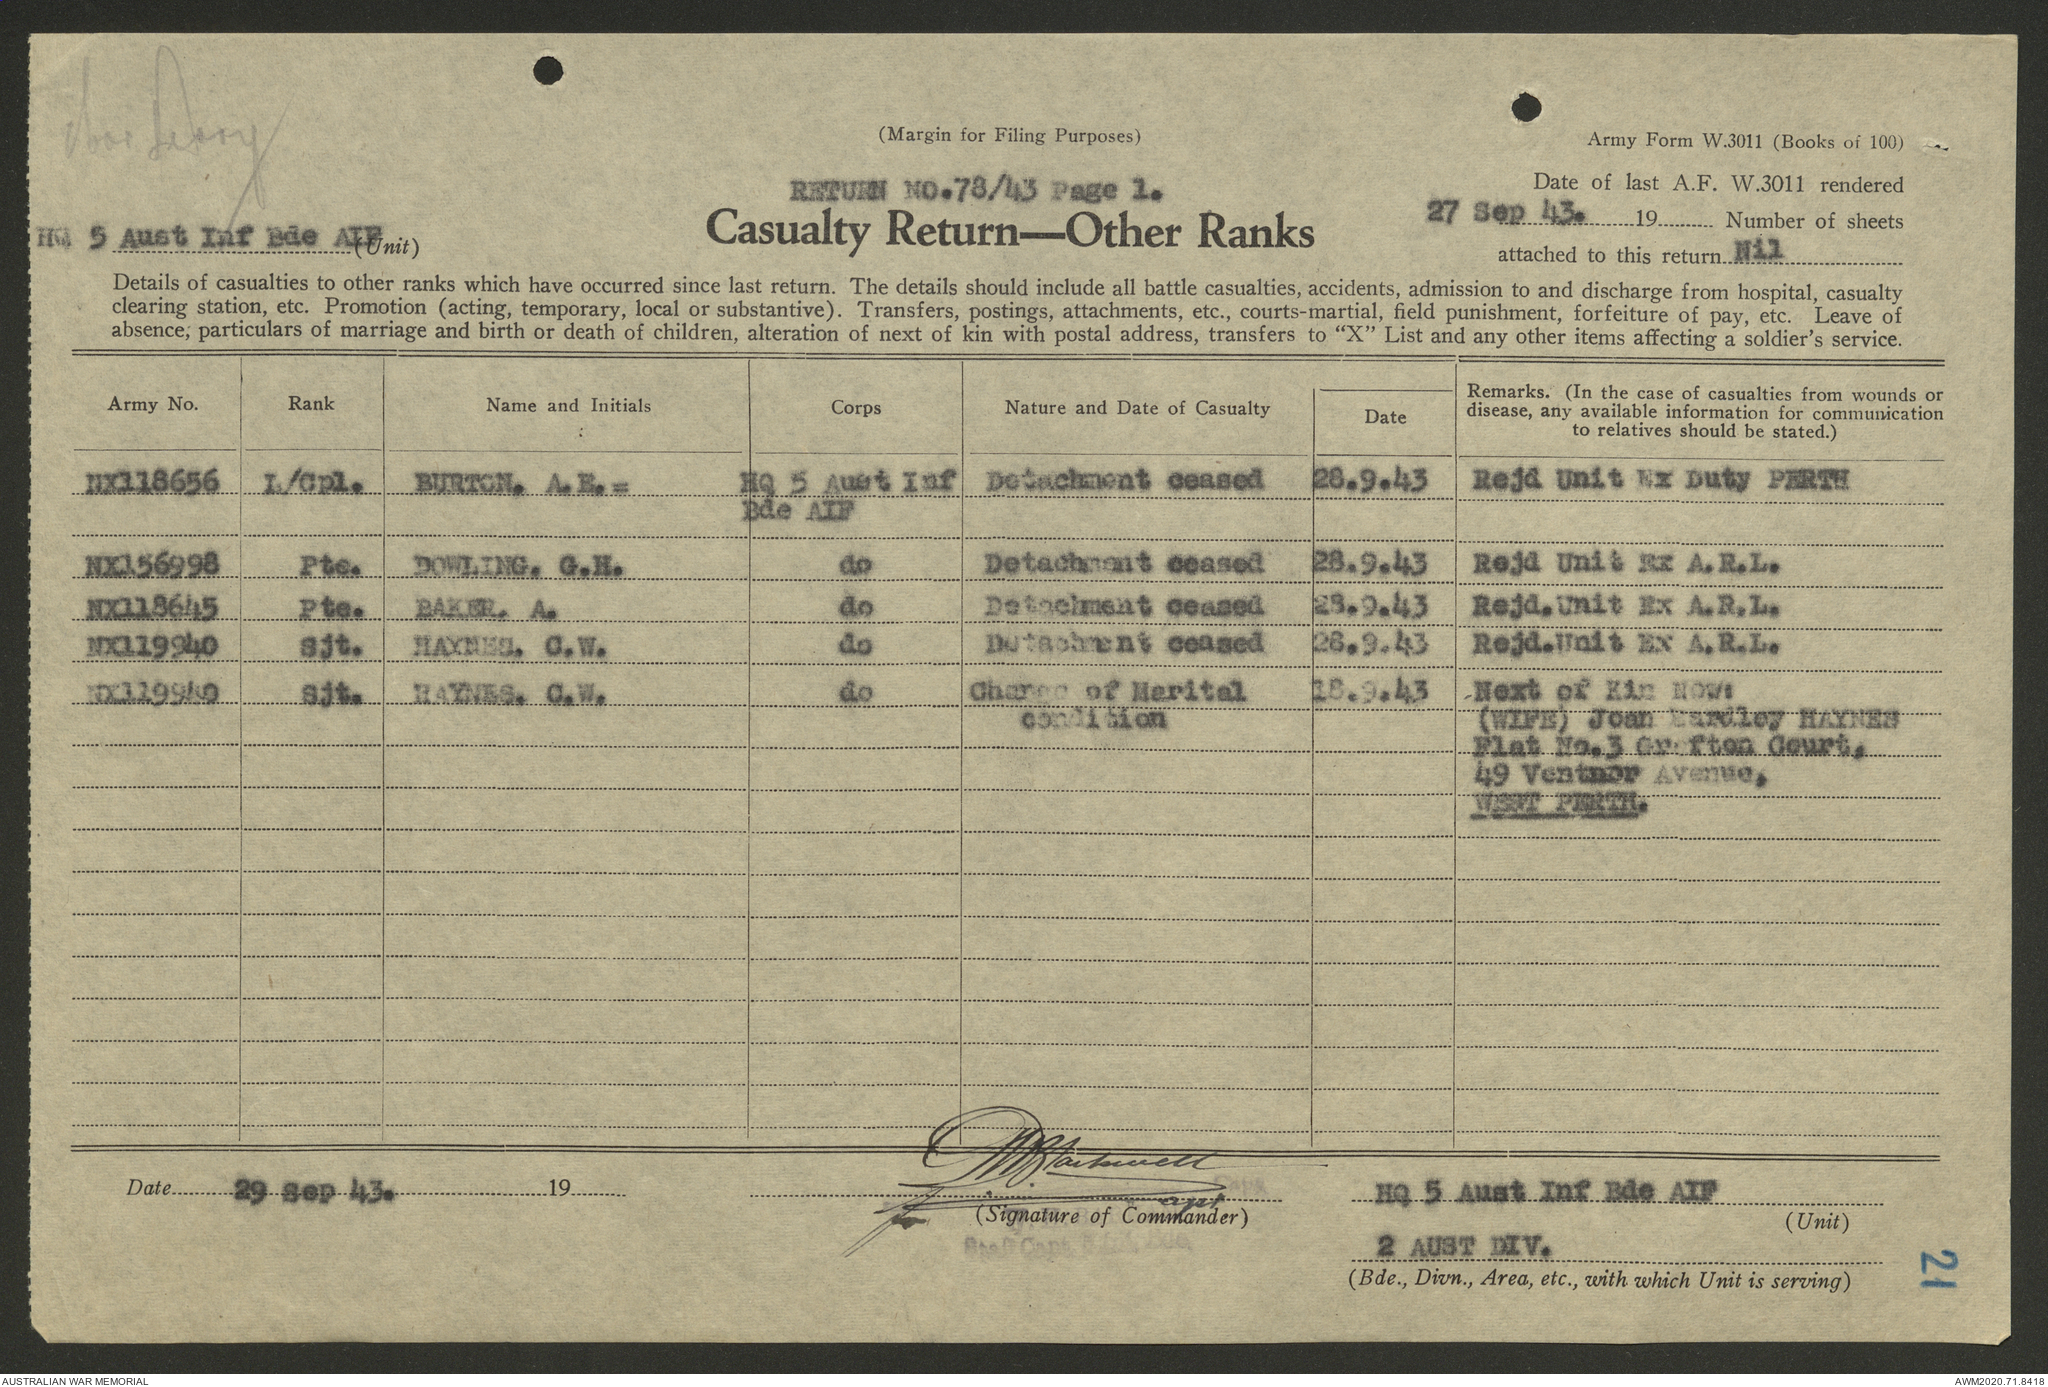 War Diary
(Margin for Filing Purposes)
Army Form W.3011 (Books of 100)
RETURN NO.78/43 Page 1.
Date of last A.F. W.3011 rendered
HQ 5 Aust Inf Bde AIF (Unit)
Casualty Return—Other Ranks
27 Sep 43. 19 Number of sheets
attached to this return Nil
Details of casualties to other ranks which have occurred since last return. The details should include all battle casualties, accidents, admission to and discharge from hospital, casualty
clearing station, etc. Promotion (acting, temporary, local or substantive). Transfers, postings, attachments, etc., courts-martial, field punishment, forfeiture of pay, etc. Leave of
absence, particulars of marriage and birth or death of children, alteration of next of kin with postal address, transfers to "X" List and any other items affecting a soldier's service.
Army No. Rank Name and Initials Corps Nature and Date of Casualty Date Remarks. (In the case of casualties from wounds or
disease, any available information for communication
to relatives should be stated.)
NX118656 L/Cpl. BURTON. A.E.= HQ 5 Aust Inf Detachment ceased 28.9.43 Rejd Unit Ex Duty PERTH
Bde AIF
NX156998 Pte. DOWLING. G.H. do Detachment ceased 28.9.43 Rejd Unit Ex A.R.L.
NX118645 Pte. BAKER. A. do Detachment ceased 28.9.43 Rejd.Unit Ex A.R.L.
NX119940 Sjt. HAYNES. C.W. do Detachment ceased 28.9.43 Rejd.Unit Ex A.R.L.
NX119940 Sjt. HAYNES. C.W. do Change of Marital 18.9.43 Next of Kin NOW:
condition (WIFE) Joan Eardley HAYNES
Flat No.3 Grafton Court,
49 Ventnor Avenue,
WEST PERTH.
Date 29 Sep 43. 19
Capt
(Signature of Commander)
Staff Capt
HQ 5 Aust Inf Bde AIF
(Unit)
2 AUST DIV.
(Bde., Divn., Area, etc., with which Unit is serving)
21
AUSTRALIAN WAR MEMORIAL
AWM2020.71.8418